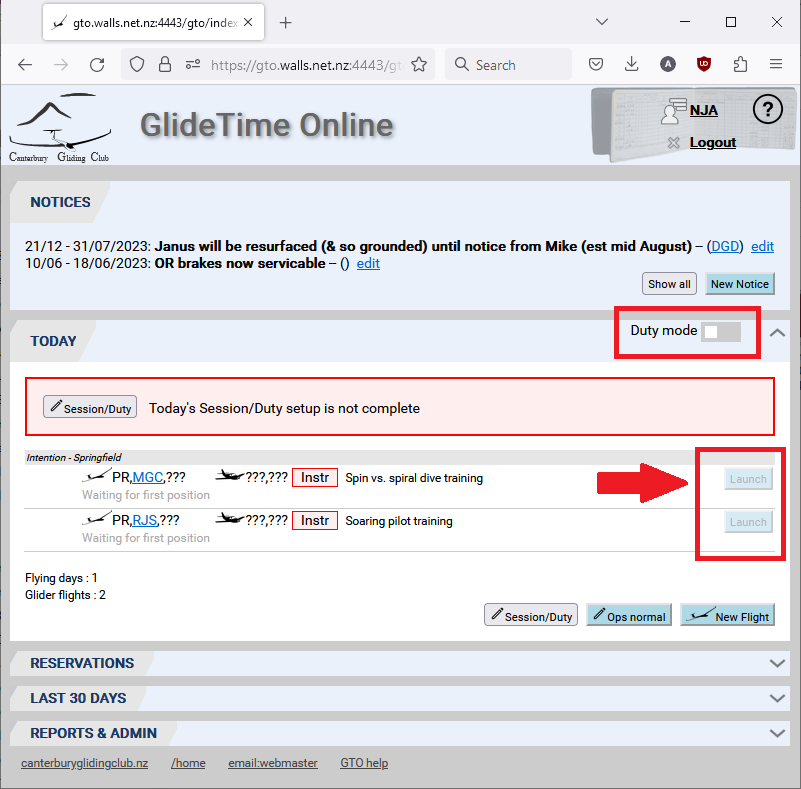 gto.walls.net.nz:4443/gto/index
https://gto.walls.net.nz:4443/gt
Search
A
UD
Canterbury Gliding Club
GlideTime Online
NJA
Logout
?
NOTICES
21/12 - 31/07/2023: Janus will be resurfaced (& so grounded) until notice from Mike (est mid August) – (DGD) edit
10/06 - 18/06/2023: OR brakes now servicable – () edit
Show all
New Notice
TODAY
Duty mode
Session/Duty
Today's Session/Duty setup is not complete
Intention - Springfield
PR,MGC,??? ???,??? Instr Spin vs. spiral dive training Launch
Waiting for first position
PR,RJS,??? ???,??? Instr Soaring pilot training Launch
Waiting for first position
Flying days : 1
Glider flights : 2
Session/Duty
Ops normal
New Flight
RESERVATIONS
LAST 30 DAYS
REPORTS & ADMIN
canterburyglidingclub.nz /home email:webmaster GTO help